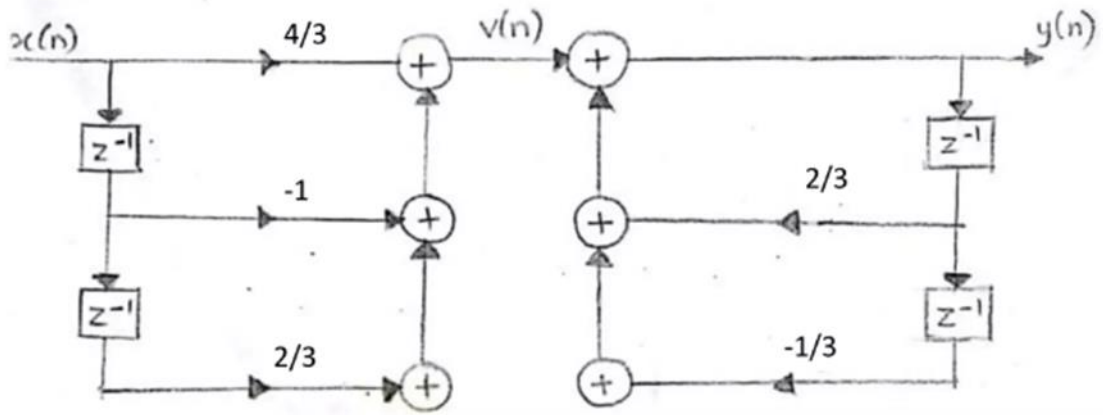 x(n)
4/3
+
v(n)
+
y(n)
z⁻¹
z⁻¹
-1
+
+
2/3
z⁻¹
z⁻¹
2/3
+
+
-1/3